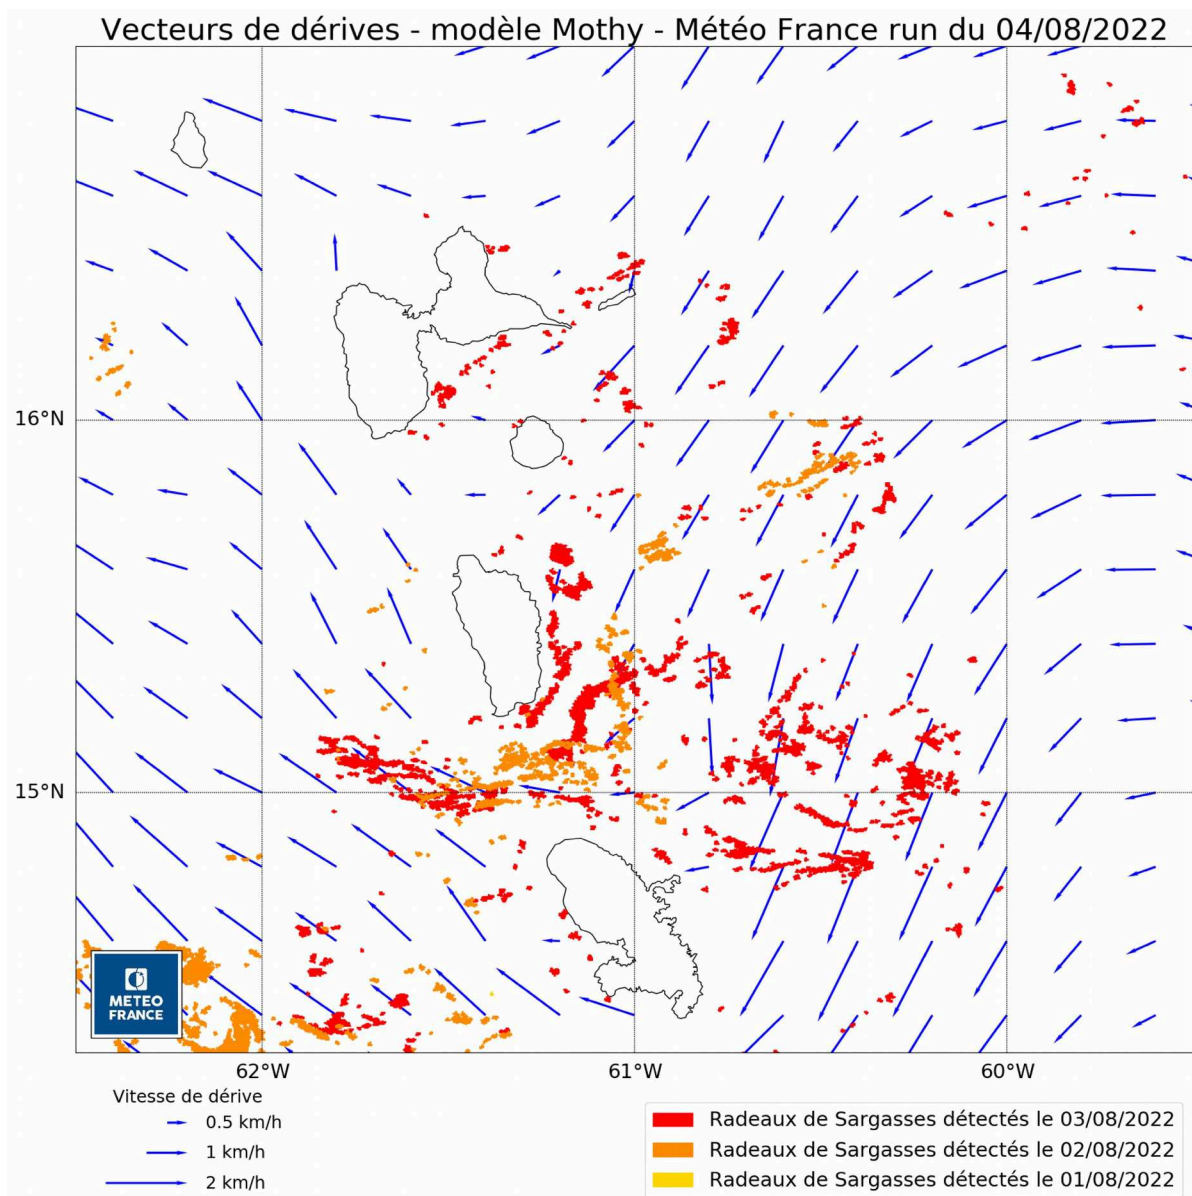 Vecteurs de dérives - modèle Mothy - Météo France run du 04/08/2022
16°N
15°N
METEO
FRANCE
62°W
61°W
60°W
Vitesse de dérive
0.5 km/h
1 km/h
2 km/h
Radeaux de Sargasses détectés le 03/08/2022
Radeaux de Sargasses détectés le 02/08/2022
Radeaux de Sargasses détectés le 01/08/2022